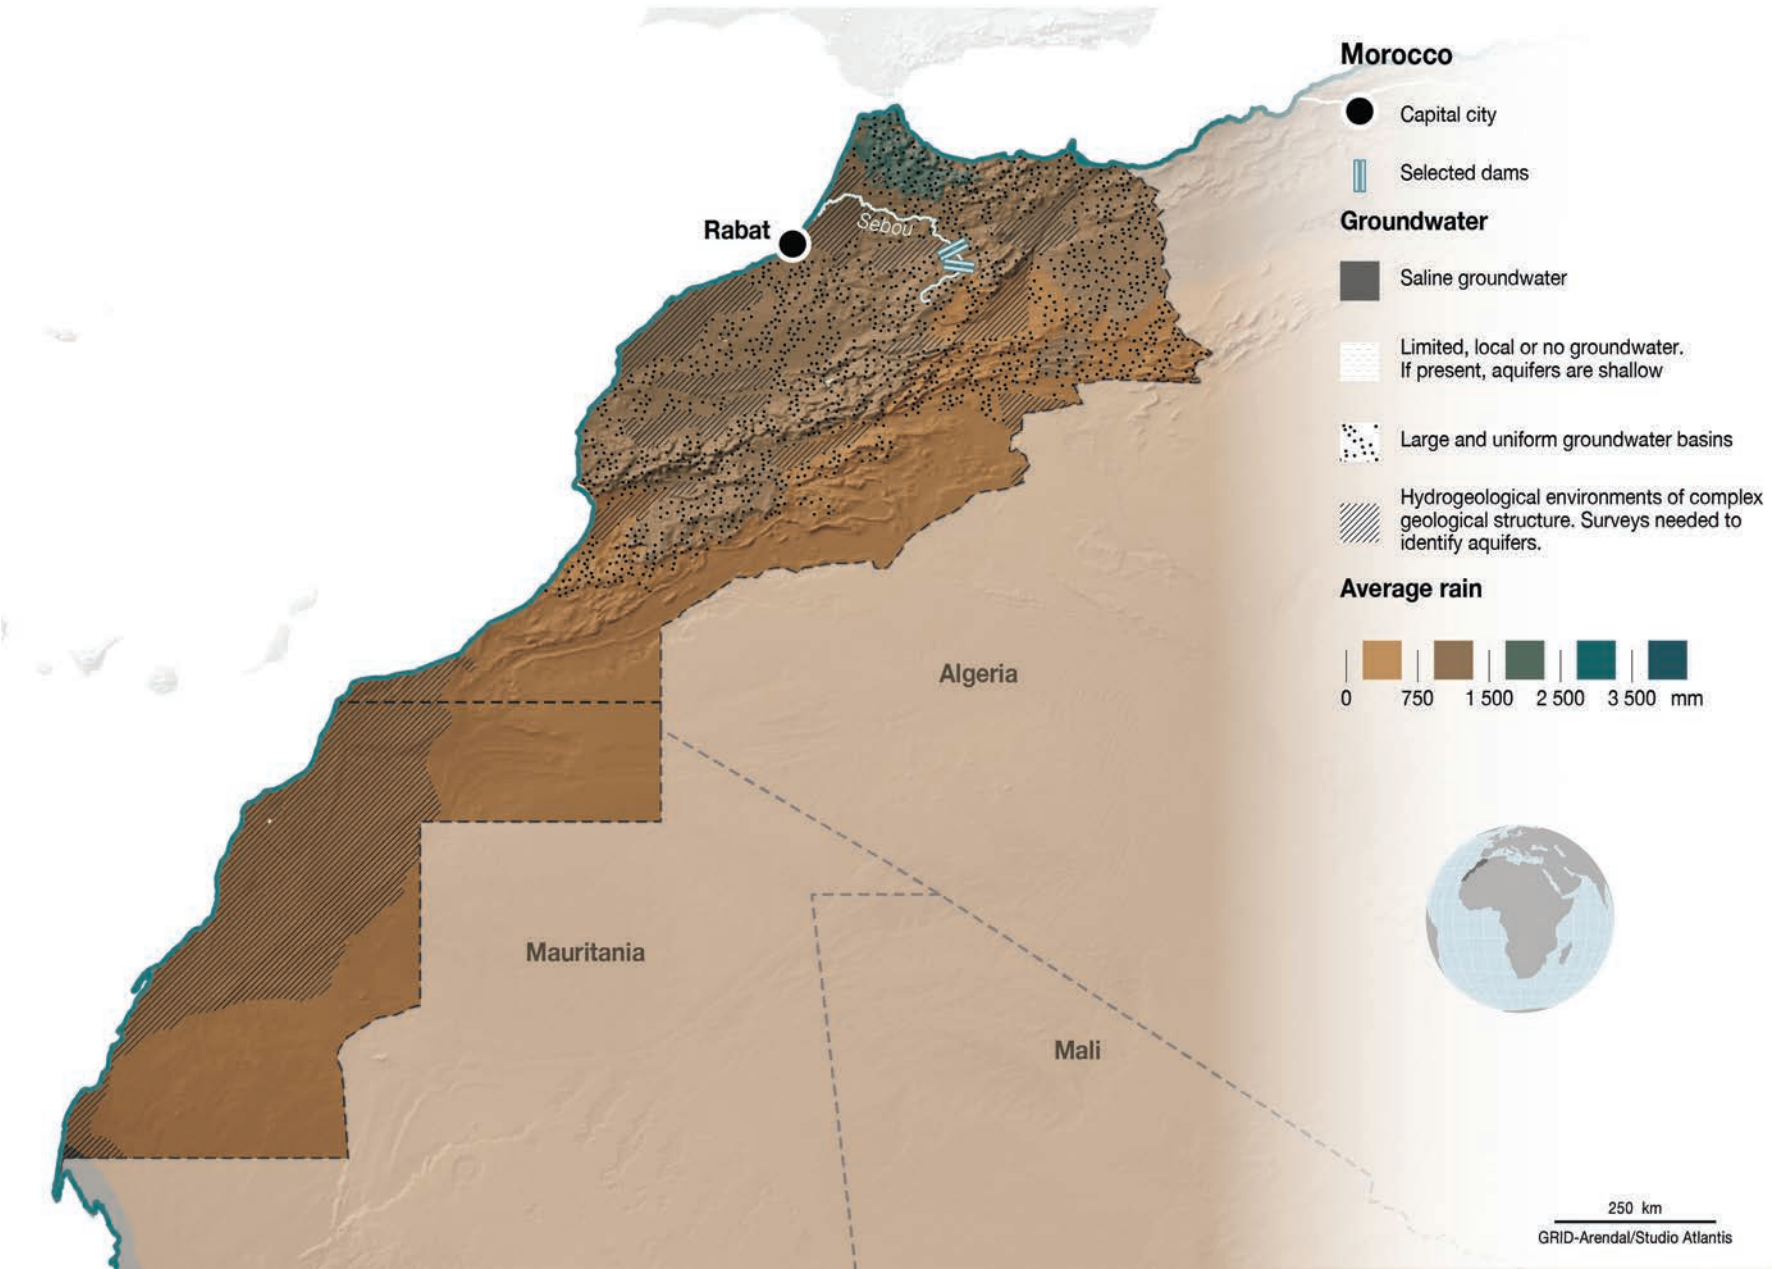 Morocco
Capital city
Selected dams
Groundwater
Saline groundwater
Limited, local or no groundwater.
If present, aquifers are shallow
Large and uniform groundwater basins
Hydrogeological environments of complex
geological structure. Surveys needed to
identify aquifers.
Average rain
0 750 1 500 2 500 3 500 mm
Rabat
Sebou
Algeria
Mauritania
Mali
250 km
GRID-Arendal/Studio Atlantis